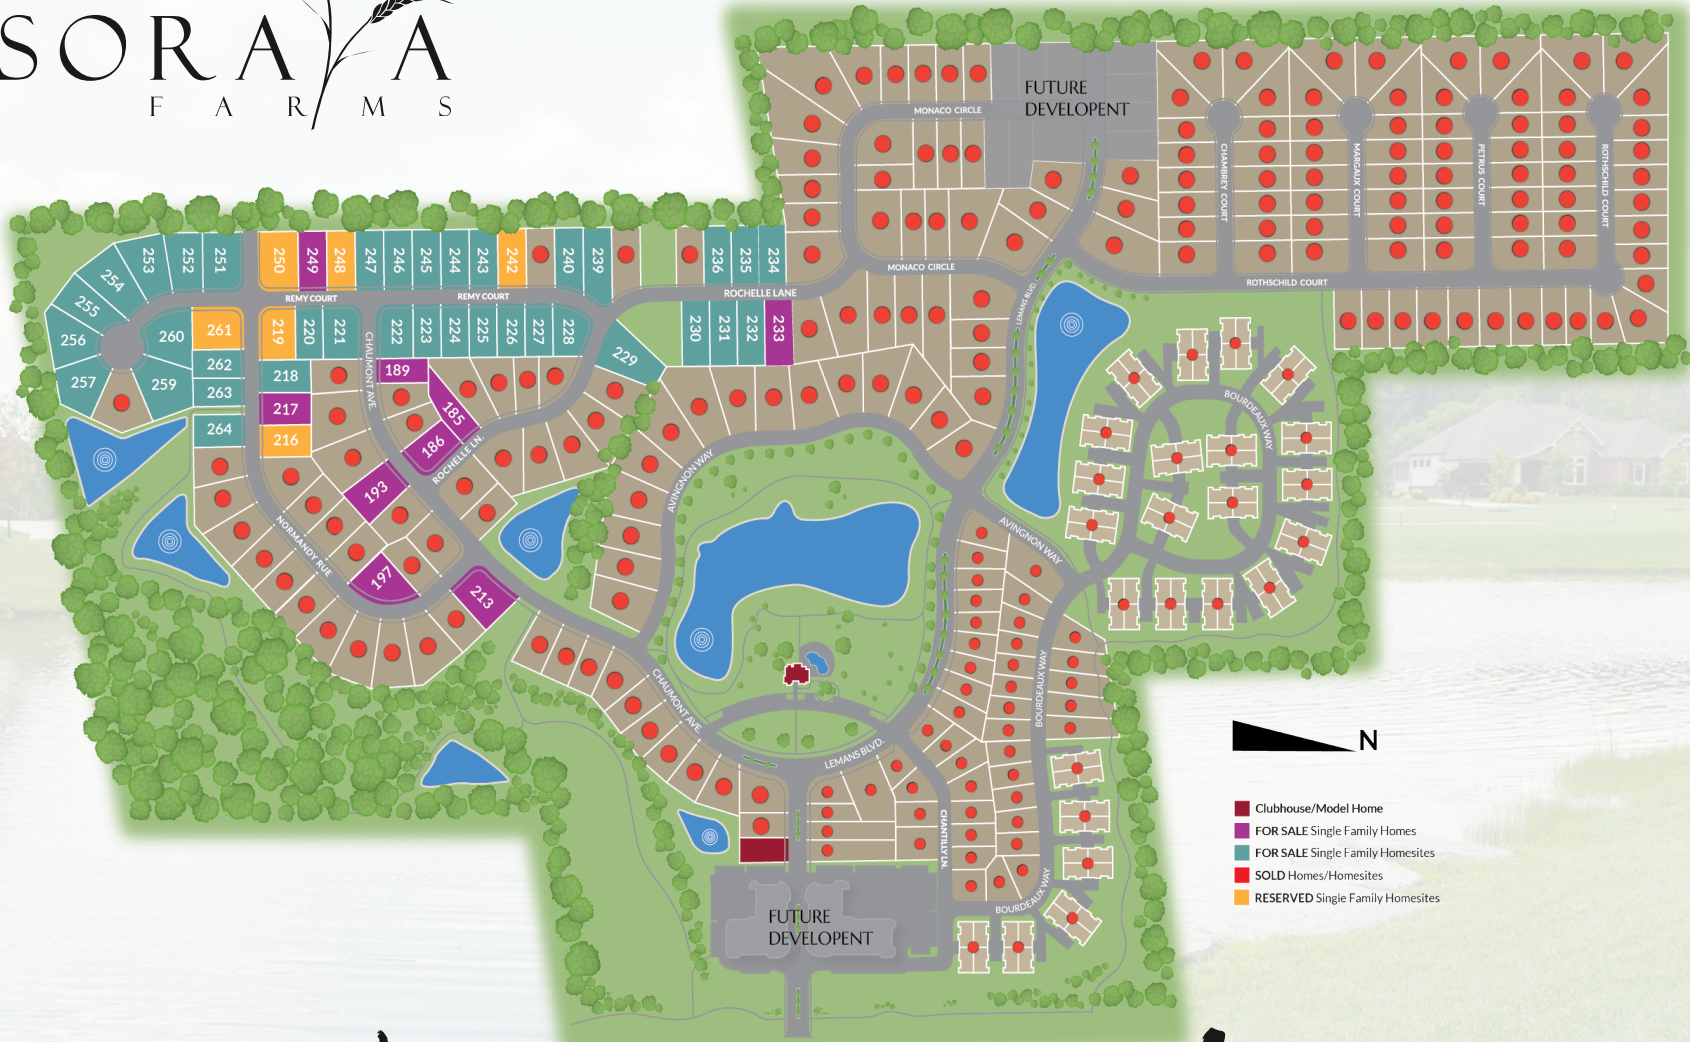 SORAYA
FARMS
FUTURE
DEVELOPENT
MONACO CIRCLE
CHAMBREY COURT
MARGAUX COURT
PETRUS COURT
ROTHSCHILD COURT
253
252
251
250
249
248
247
246
245
244
243
242
240
239
236
235
234
MONACO CIRCLE
254
255
REMY COURT
REMY COURT
ROCHELLE LANE
LEMANS BLVD.
ROTHSCHILD COURT
256
260
261
219
220
221
CHAUMONT AVE.
222
223
224
225
226
227
228
229
230
231
232
233
257
259
262
263
218
189
217
185
264
216
186
ROCHELLE LN.
BOURDEAUX WAY
193
AVINGNON WAY
NORMANDY RUE
AVINGNON WAY
197
213
CHAUMONT AVE.
BOURDEAUX WAY
LEMANS BLVD.
N
CHANTILLY LN.
Clubhouse/Model Home
FOR SALE Single Family Homes
FOR SALE Single Family Homesites
SOLD Homes/Homesites
RESERVED Single Family Homesites
BOURDEAUX WAY
FUTURE
DEVELOPENT